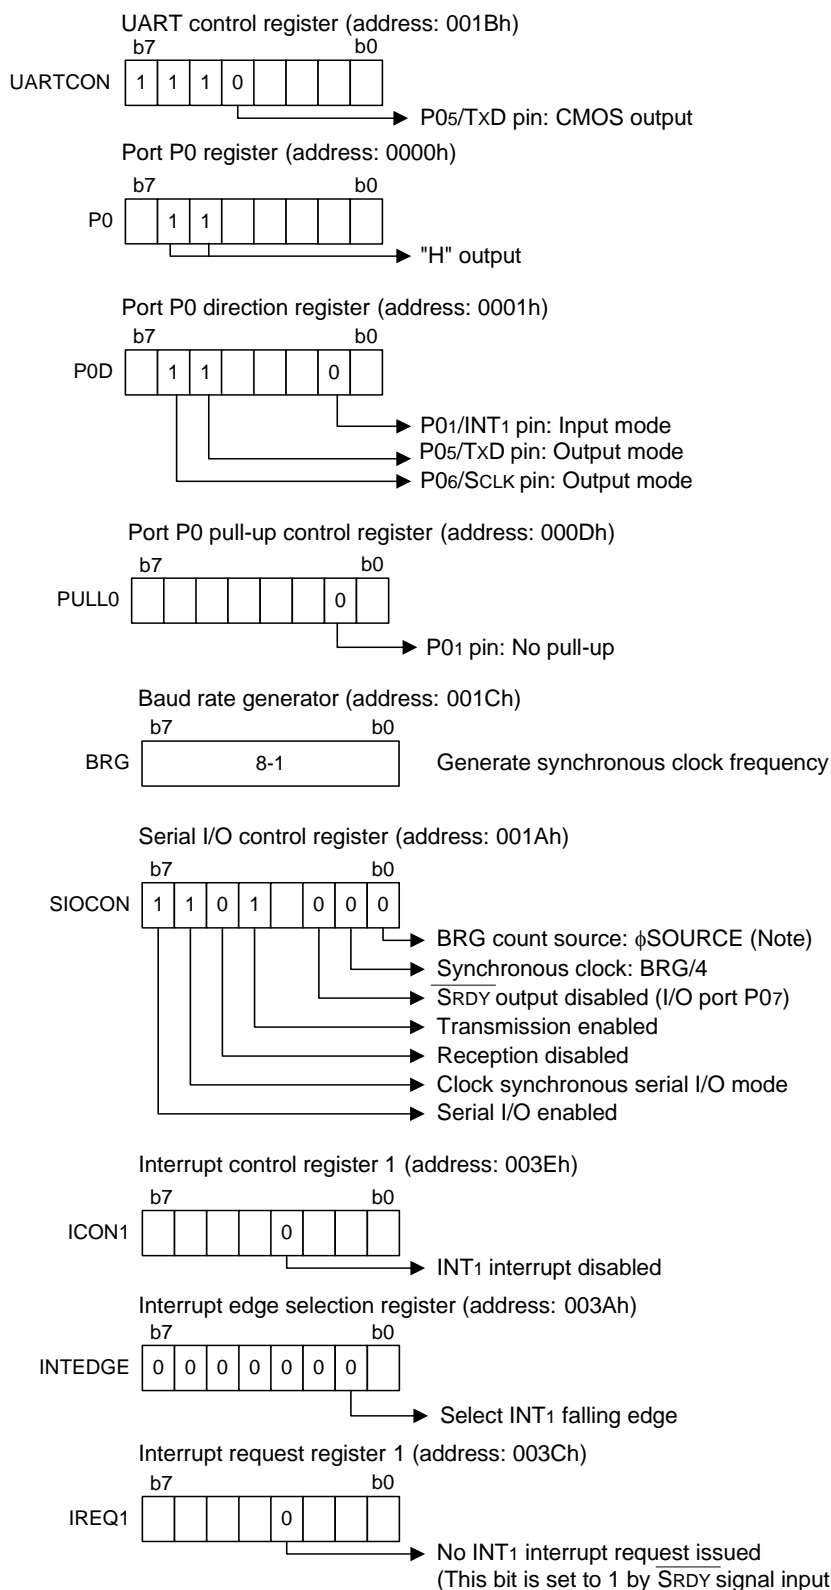 UART control register (address: 001Bh)
b7 b0
UARTCON 1 1 1 0
P05/TxD pin: CMOS output
Port P0 register (address: 0000h)
b7 b0
P0 1 1
"H" output
Port P0 direction register (address: 0001h)
b7 b0
P0D 1 1 0
P01/INT1 pin: Input mode
P05/TxD pin: Output mode
P06/SCLK pin: Output mode
Port P0 pull-up control register (address: 000Dh)
b7 b0
PULL0 0
P01 pin: No pull-up
Baud rate generator (address: 001Ch)
b7 b0
BRG 8-1 Generate synchronous clock frequency
Serial I/O control register (address: 001Ah)
b7 b0
SIOCON 1 1 0 1 0 0 0
BRG count source: ϕSOURCE (Note)
Synchronous clock: BRG/4
SRDY output disabled (I/O port P07)
Transmission enabled
Reception disabled
Clock synchronous serial I/O mode
Serial I/O enabled
Interrupt control register 1 (address: 003Eh)
b7 b0
ICON1 0
INT1 interrupt disabled
Interrupt edge selection register (address: 003Ah)
b7 b0
INTEDGE 0 0 0 0 0 0 0
Select INT1 falling edge
Interrupt request register 1 (address: 003Ch)
b7 b0
IREQ1 0
No INT1 interrupt request issued
(This bit is set to 1 by SRDY signal input